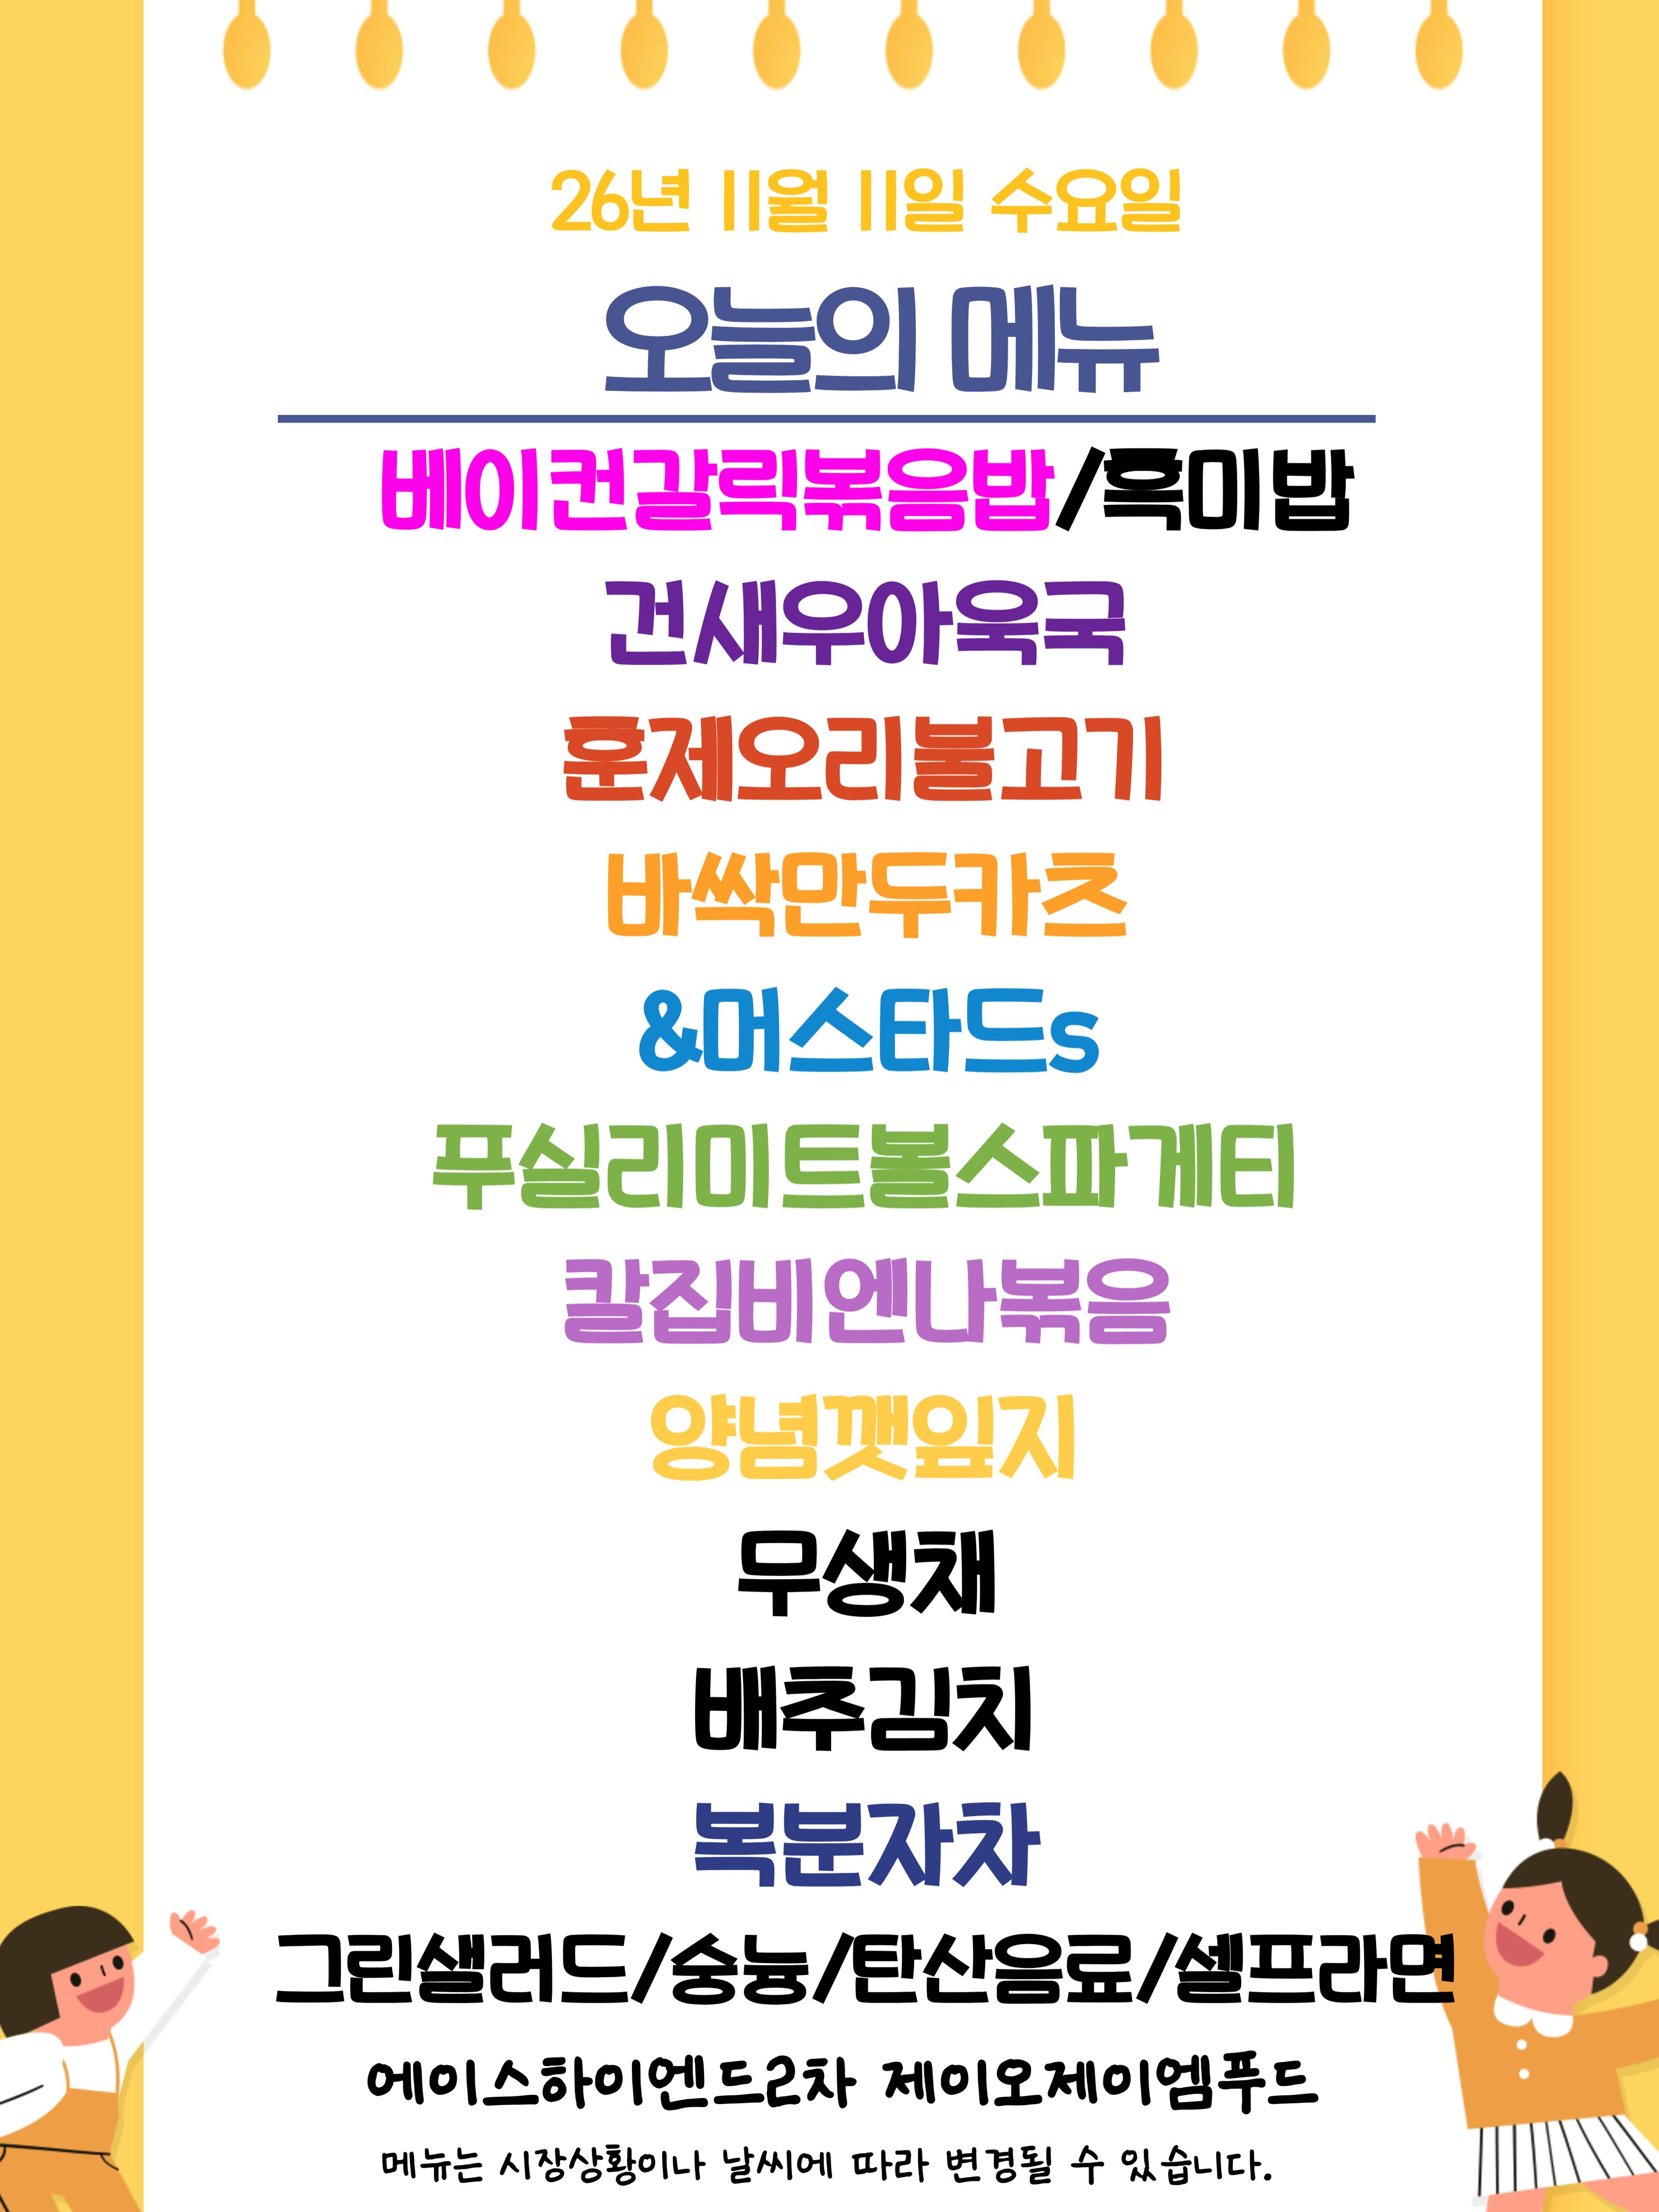 26년 11월 11일 수요일
오늘의 메뉴
베이컨갈릭볶음밥/흑미밥
건새우아욱국
훈제오리불고기
바싹만두카츠
&머스타드s
푸실리미트볼스파게티
칼집비엔나볶음
양념깻잎지
무생채
배추김치
복분자차
그린샐러드/숭늉/탄산음료/셀프라면
에이스하이엔드2차 제이오제이엠푸드
메뉴는 시장상황이나 날씨에 따라 변경될 수 있습니다.